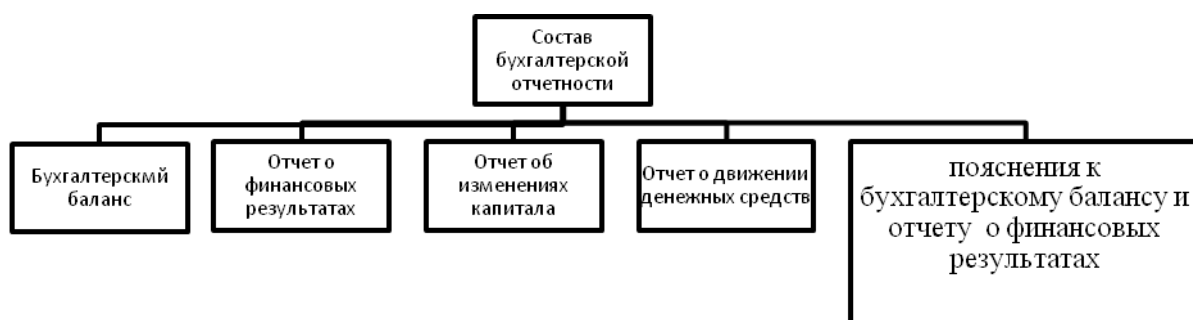 Состав
бухгалтерской
отчетности
Бухгалтерскмй
баланс
Отчет о
финансовых
результатах
Отчет об
изменениях
капитала
Отчет о движении
денежных средств
пояснения к
бухгалтерскому балансу и
отчету о финансовых
результатах